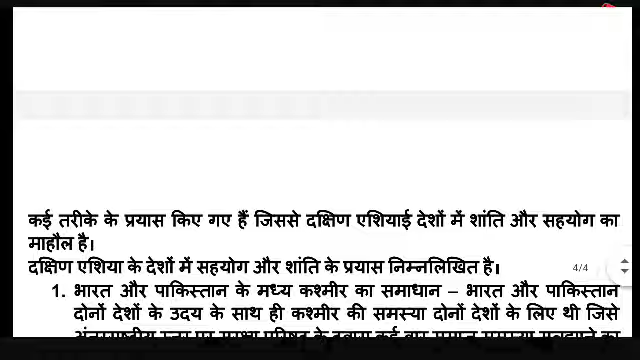 कई तरीके के प्रयास किए गए हैं जिससे दक्षिण एशियाई देशों में शांति और सहयोग का
माहौल है।
दक्षिण एशिया के देशों में सहयोग और शांति के प्रयास निम्नलिखित है।
4/4
1. भारत और पाकिस्तान के मध्य कश्मीर का समाधान – भारत और पाकिस्तान
दोनों देशों के उदय के साथ ही कश्मीर की समस्या दोनों देशों के लिए थी जिसे